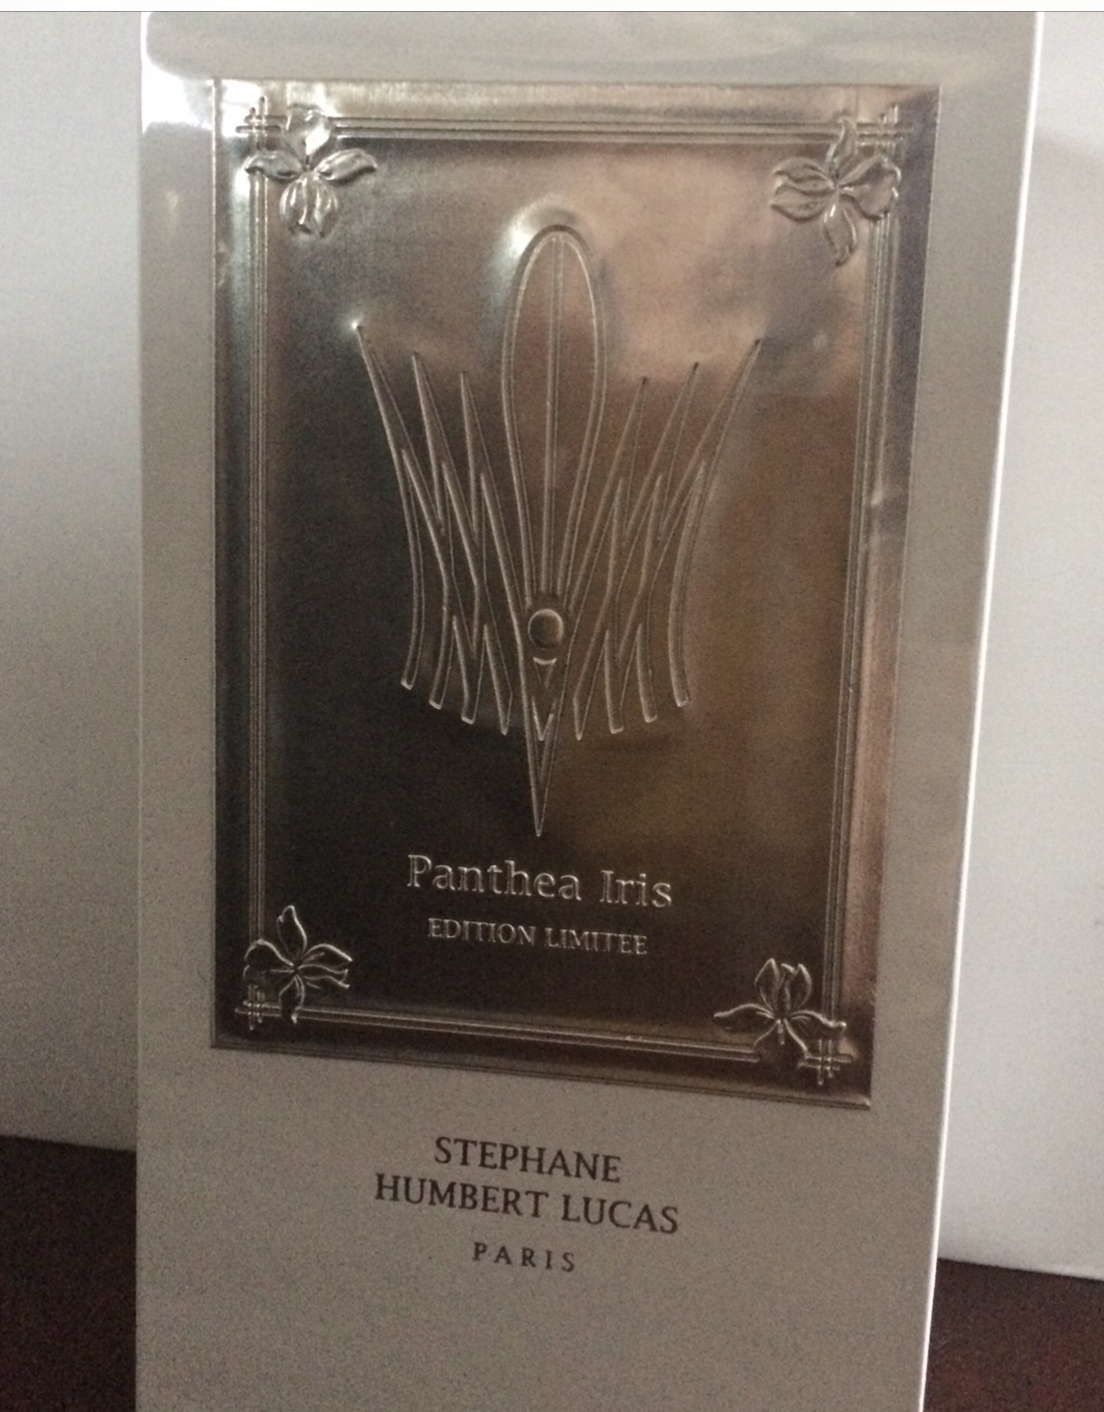 Panthea Iris
EDITION LIMITEE
STEPHANE
HUMBERT LUCAS
PARIS